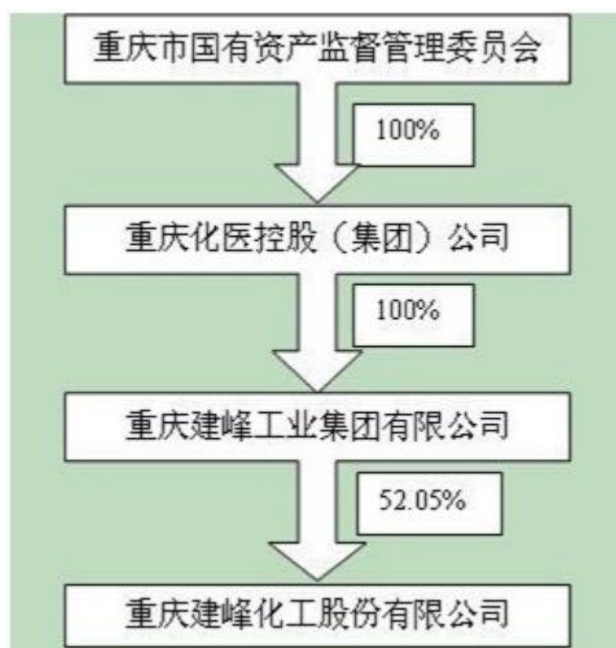 重庆市国有资产监督管理委员会
100%
重庆化医控股（集团）公司
100%
重庆建峰工业集团有限公司
52.05%
重庆建峰化工股份有限公司